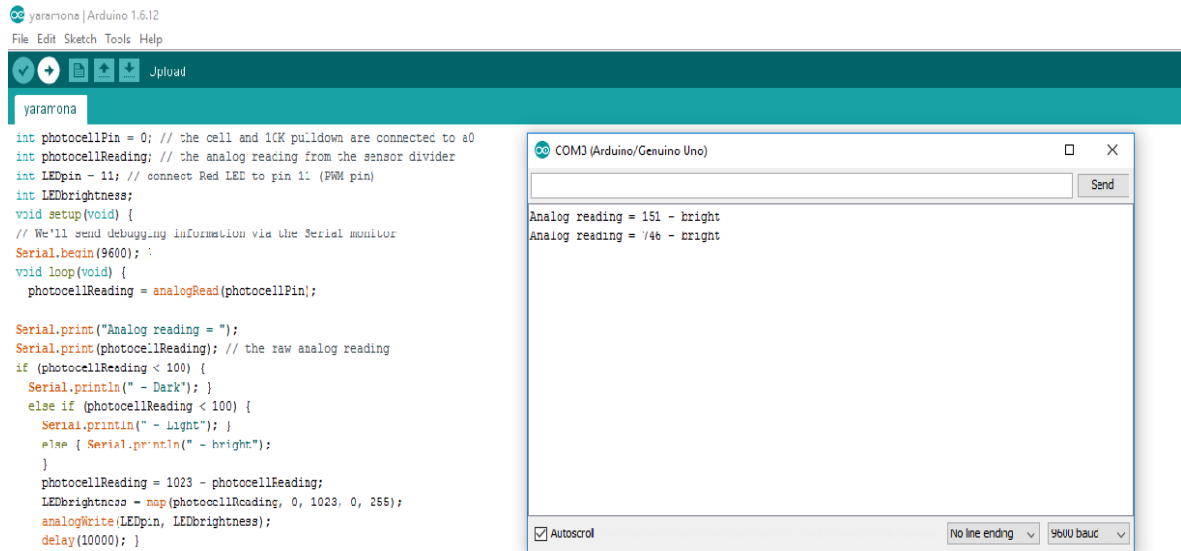 yaramona | Arduino 1.6.12
File Edit Sketch Tools Help
Upload
yaramona
int photocellPin = 0; // the cell and 10K pulldown are connected to a0
int photocellReading; // the analog reading from the sensor divider
int LEDpin = 11; // connect Red LED to pin 11 (PWM pin)
int LEDbrightness;
void setup(void) {
// We'll send debugging information via the Serial monitor
Serial.begin(9600); }
void loop(void) {
photocellReading = analogRead(photocellPin);
Serial.print("Analog reading = ");
Serial.print(photocellReading); // the raw analog reading
if (photocellReading < 100) {
Serial.println(" - Dark"); }
else if (photocellReading < 100) {
Serial.println(" - Light"); }
else { Serial.println(" - bright");
}
photocellReading = 1023 - photocellReading;
LEDbrightness = map(photocellReading, 0, 1023, 0, 255);
analogWrite(LEDpin, LEDbrightness);
delay(10000); }
COM3 (Arduino/Genuino Uno)
Send
Analog reading = 151 - bright
Analog reading = 746 - bright
Autoscroll
No line ending
9600 baud